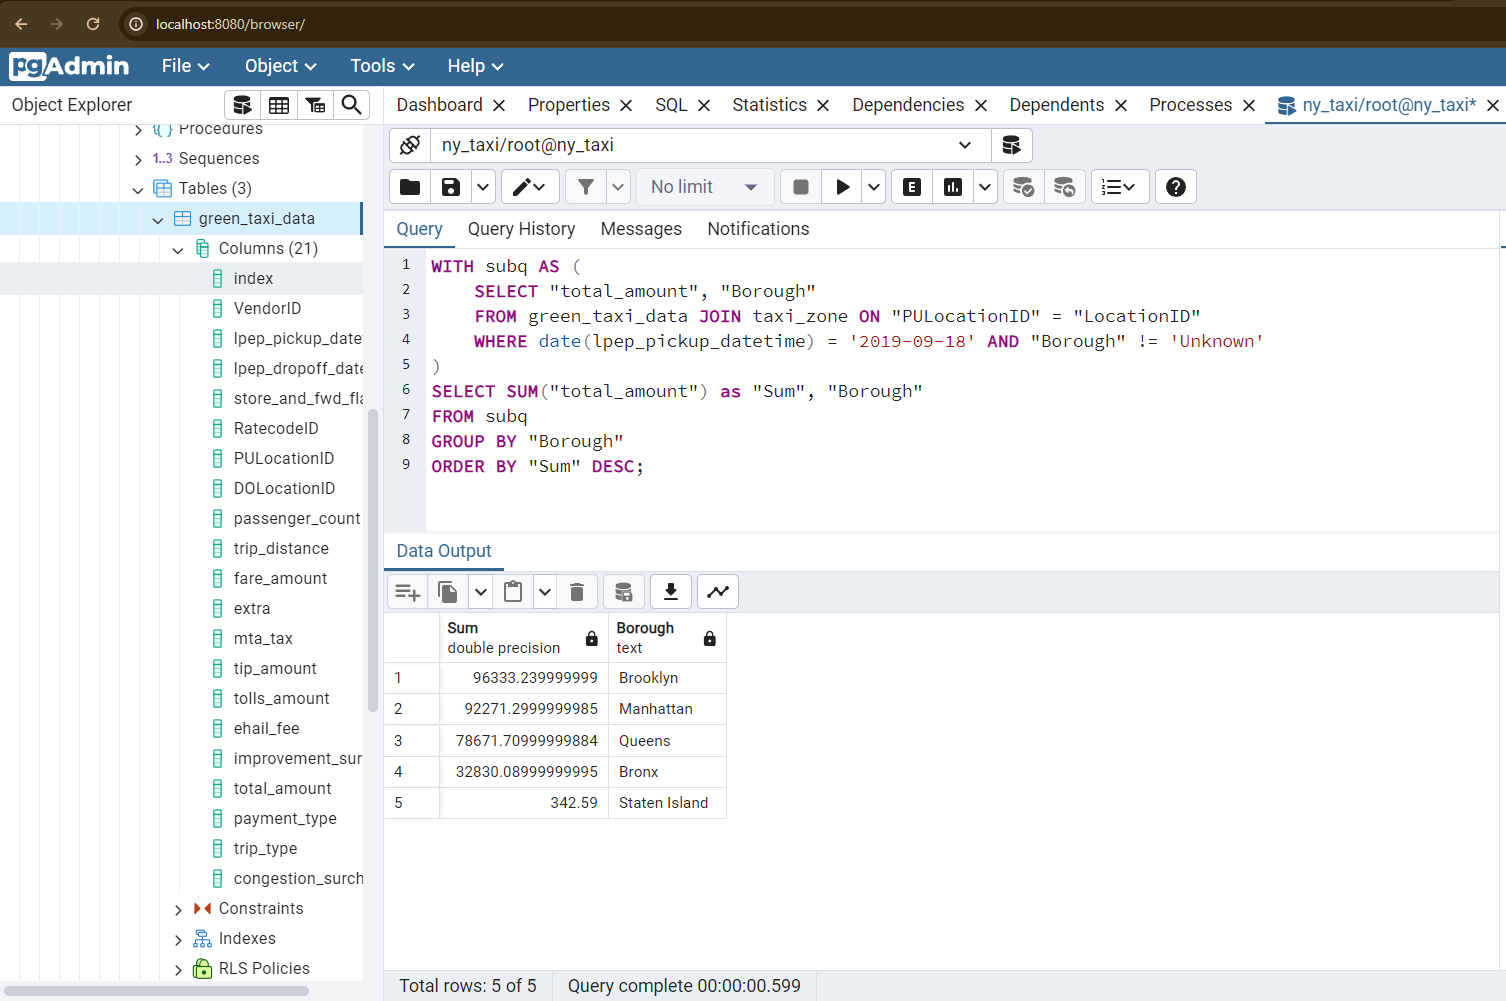 localhost:8080/browser/
pgAdmin File Object Tools Help
Object Explorer
Dashboard Properties SQL Statistics Dependencies Dependents Processes ny_taxi/root@ny_taxi*
Procedures
1..3 Sequences
Tables (3)
green_taxi_data
Columns (21)
index
VendorID
lpep_pickup_date
lpep_dropoff_date
store_and_fwd_fla
RatecodeID
PULocationID
DOLocationID
passenger_count
trip_distance
fare_amount
extra
mta_tax
tip_amount
tolls_amount
ehail_fee
improvement_sur
total_amount
payment_type
trip_type
congestion_surch
Constraints
Indexes
RLS Policies
ny_taxi/root@ny_taxi
No limit E
Query Query History Messages Notifications
1 WITH subq AS (
2 SELECT "total_amount", "Borough"
3 FROM green_taxi_data JOIN taxi_zone ON "PULocationID" = "LocationID"
4 WHERE date(lpep_pickup_datetime) = '2019-09-18' AND "Borough" != 'Unknown'
5 )
6 SELECT SUM("total_amount") as "Sum", "Borough"
7 FROM subq
8 GROUP BY "Borough"
9 ORDER BY "Sum" DESC;
Data Output
Sum Borough
double precision text
1 96333.239999999 Brooklyn
2 92271.2999999985 Manhattan
3 78671.70999999884 Queens
4 32830.08999999995 Bronx
5 342.59 Staten Island
Total rows: 5 of 5 Query complete 00:00:00.599